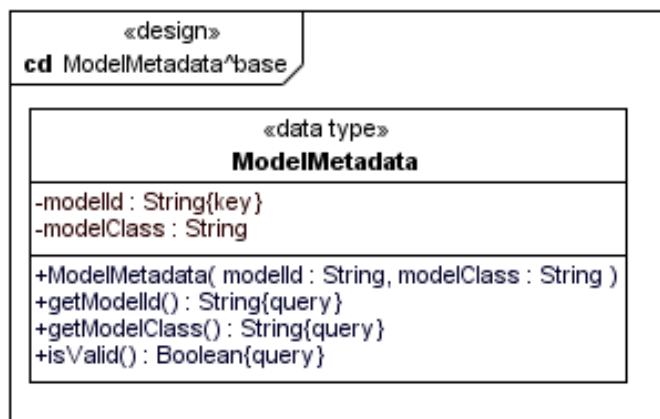 «design»
cd ModelMetadata^base
«data type»
ModelMetadata
-modelId : String{key}
-modelClass : String
+ModelMetadata( modelId : String, modelClass : String )
+getModelId() : String{query}
+getModelClass() : String{query}
+isValid() : Boolean{query}